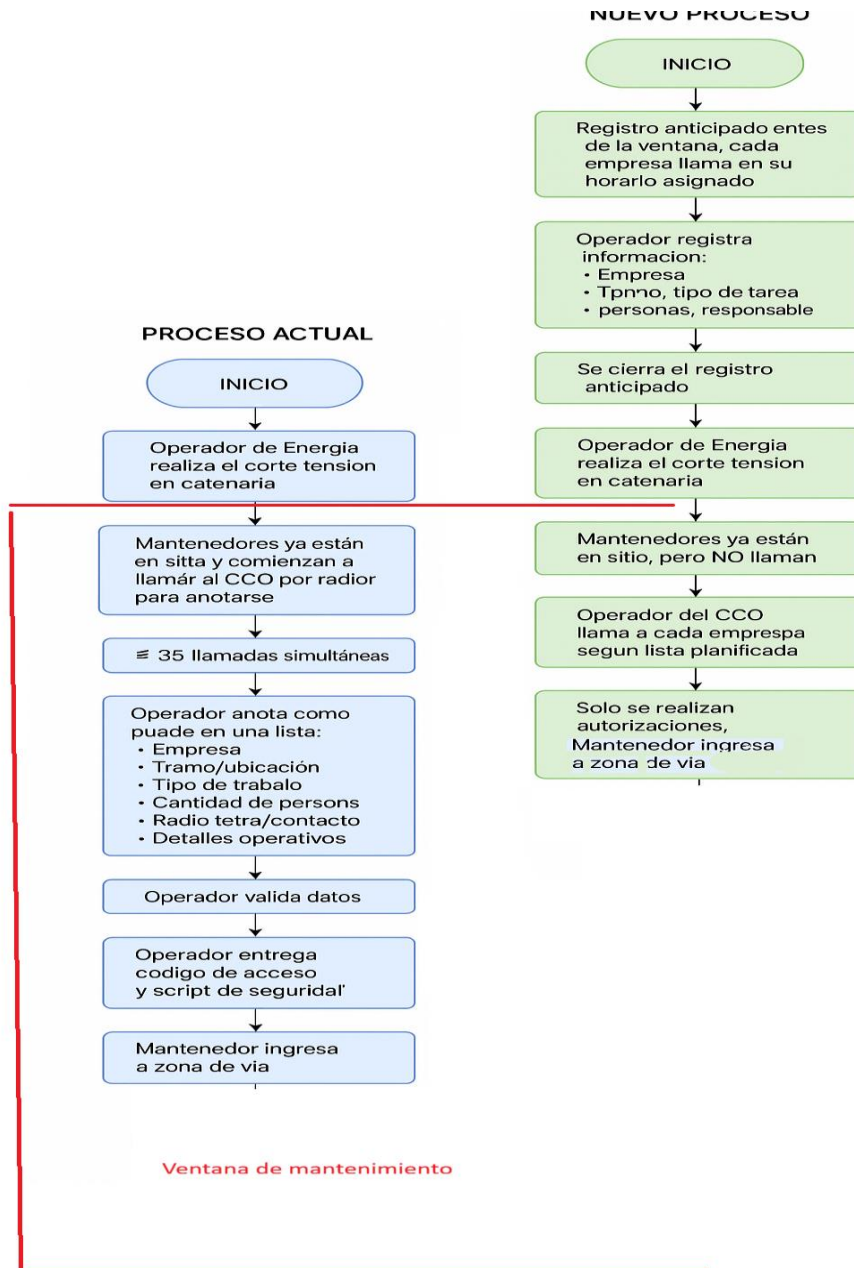 NUEVO PROCESO
INICIO
Registro anticipado entes
de la ventana, cada
empresa llama en su
horarlo asignado
Operador registra
informacion:
• Empresa
• tipo de tarea
• personas, responsable
Se cierra el registro
anticipado
Operador de Energia
realiza el corte tension
en catenaria
Mantenedores ya están
en sitio, pero NO llaman
Operador del CCO
llama a cada emprespa
segun lista planificada
Solo se realizan
autorizaciones,
Mantenedor ingresa
a zona de via
PROCESO ACTUAL
INICIO
Operador de Energia
realiza el corte tension
en catenaria
Mantenedores ya están
en sitta y comienzan a
llamár al CCO por radior
para anotarse
≡ 35 llamadas simultáneas
Operador anota como
puade en una lista:
• Empresa
• Tramo/ubicación
• Tipo de trabalo
• Cantidad de persons
• Radio tetra/contacto
• Detalles operativos
Operador valida datos
Operador entrega
codigo de acceso
y script de seguridal'
Mantenedor ingresa
a zona de via
Ventana de mantenimiento